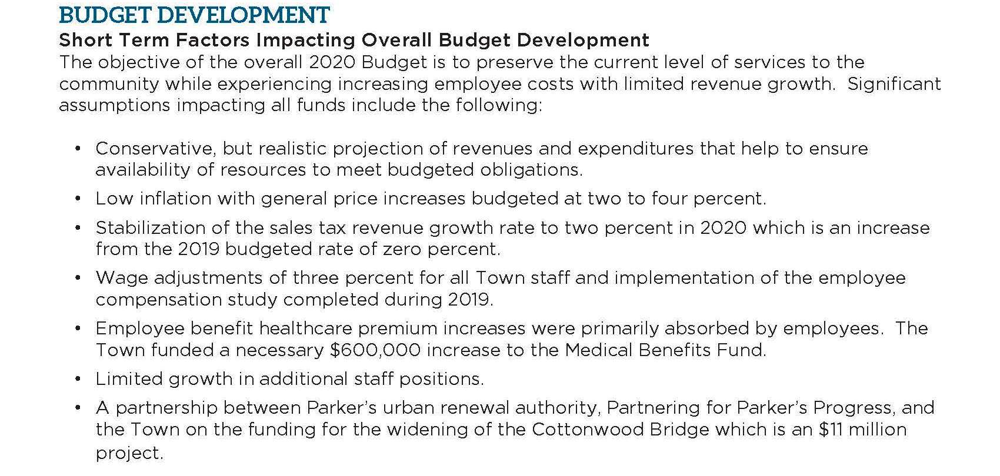 BUDGET DEVELOPMENT
Short Term Factors Impacting Overall Budget Development
The objective of the overall 2020 Budget is to preserve the current level of services to the
community while experiencing increasing employee costs with limited revenue growth.  Significant
assumptions impacting all funds include the following:
• Conservative, but realistic projection of revenues and expenditures that help to ensure
availability of resources to meet budgeted obligations.
• Low inflation with general price increases budgeted at two to four percent.
• Stabilization of the sales tax revenue growth rate to two percent in 2020 which is an increase
from the 2019 budgeted rate of zero percent.
• Wage adjustments of three percent for all Town staff and implementation of the employee
compensation study completed during 2019.
• Employee benefit healthcare premium increases were primarily absorbed by employees.  The
Town funded a necessary $600,000 increase to the Medical Benefits Fund.
• Limited growth in additional staff positions.
• A partnership between Parker’s urban renewal authority, Partnering for Parker’s Progress, and
the Town on the funding for the widening of the Cottonwood Bridge which is an $11 million
project.